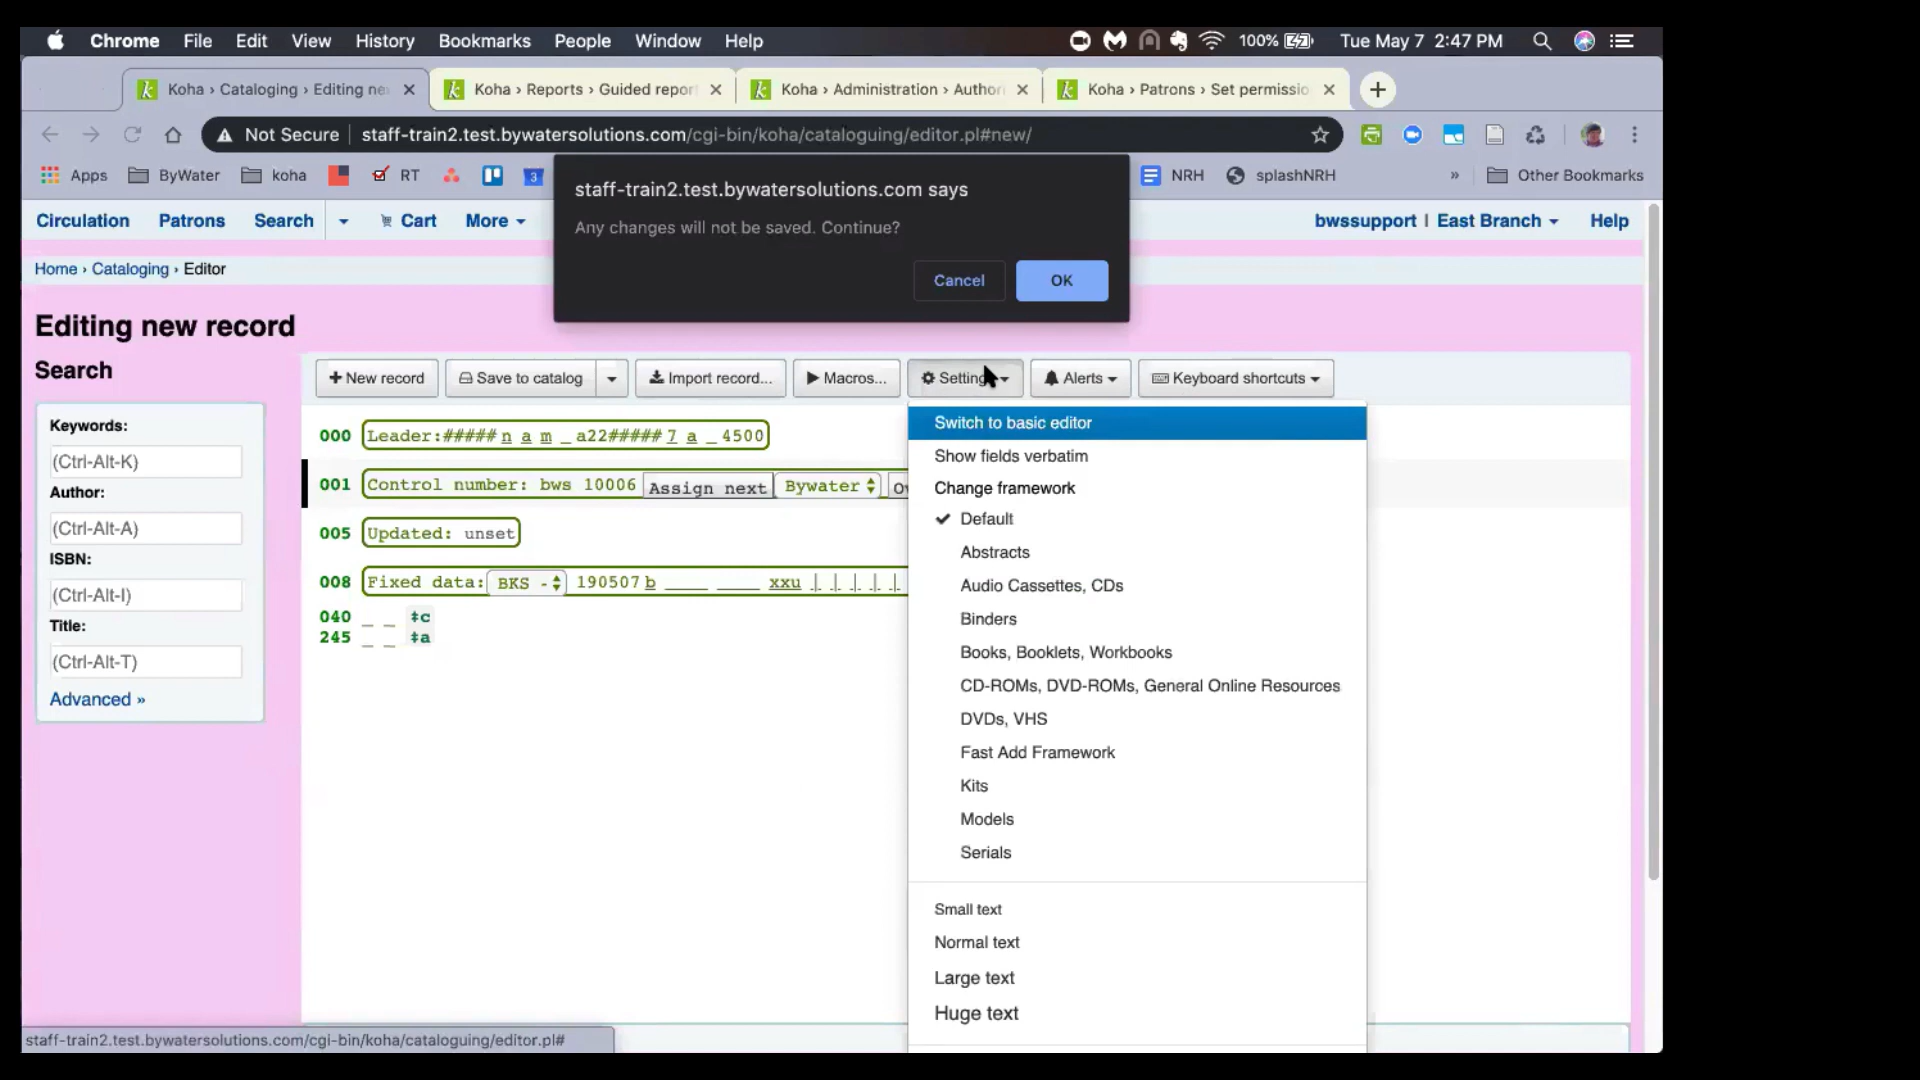 Chrome File Edit View History Bookmarks People Window Help 100% Tue May 7 2:47 PM
Koha › Cataloging › Editing ne
Koha › Reports › Guided repor
Koha › Administration › Author
Koha › Patrons › Set permissio
Not Secure staff-train2.test.bywatersolutions.com/cgi-bin/koha/cataloguing/editor.pl#new/
Apps ByWater koha RT 3 NRH splashNRH » Other Bookmarks
staff-train2.test.bywatersolutions.com says
Any changes will not be saved. Continue?
Cancel OK
Circulation Patrons Search Cart More bwssupport | East Branch Help
Home › Cataloging › Editor
Editing new record
Search
Keywords:
(Ctrl-Alt-K)
Author:
(Ctrl-Alt-A)
ISBN:
(Ctrl-Alt-I)
Title:
(Ctrl-Alt-T)
Advanced »
+ New record Save to catalog Import record... Macros... Setting Alerts Keyboard shortcuts
000 Leader:#####n a m _a22#####7 a _4500
001 Control number: bws 10006 Assign next Bywater
005 Updated: unset
008 Fixed data: BKS - 190507 b ____ ____ xxu | | | | |
040 _ _ ‡c
245 _ _ ‡a
Switch to basic editor
Show fields verbatim
Change framework
✓ Default
Abstracts
Audio Cassettes, CDs
Binders
Books, Booklets, Workbooks
CD-ROMs, DVD-ROMs, General Online Resources
DVDs, VHS
Fast Add Framework
Kits
Models
Serials
Small text
Normal text
Large text
Huge text
staff-train2.test.bywatersolutions.com/cgi-bin/koha/cataloguing/editor.pl#